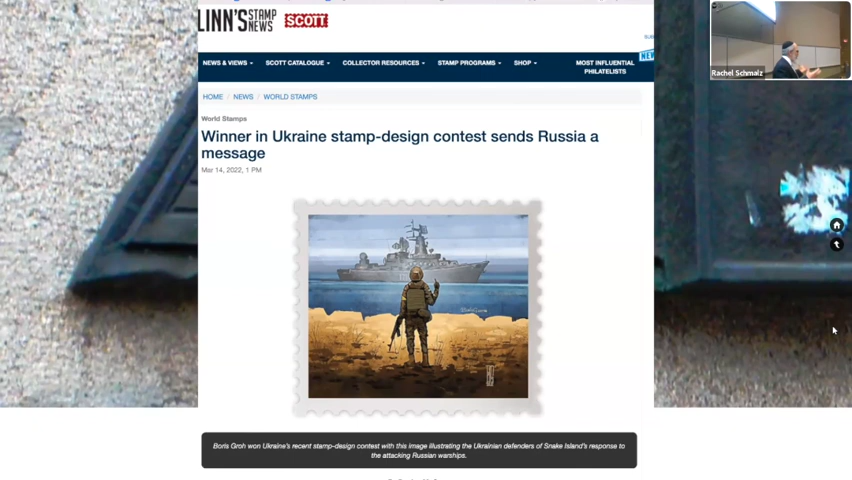 LINN'S STAMP NEWS SCOTT
NEWS & VIEWS SCOTT CATALOGUE COLLECTOR RESOURCES STAMP PROGRAMS SHOP MOST INFLUENTIAL PHILATELISTS
NEW
HOME / NEWS / WORLD STAMPS
World Stamps
Winner in Ukraine stamp-design contest sends Russia a
message
Mar 14, 2022, 1 PM
Boris Groh won Ukraine's recent stamp-design contest with this image illustrating the Ukrainian defenders of Snake Island's response to
the attacking Russian warships.
Rachel Schmalz